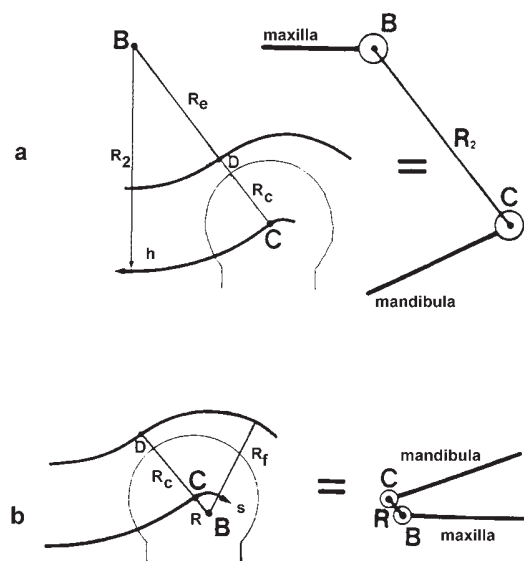 B
maxilla
B
R_e
a
R_2
D
R_2
=
R_c
C
C
h
mandibula
D
R_f
mandibula
R_c
C
=
C
s
b
R
B
R
B
maxilla